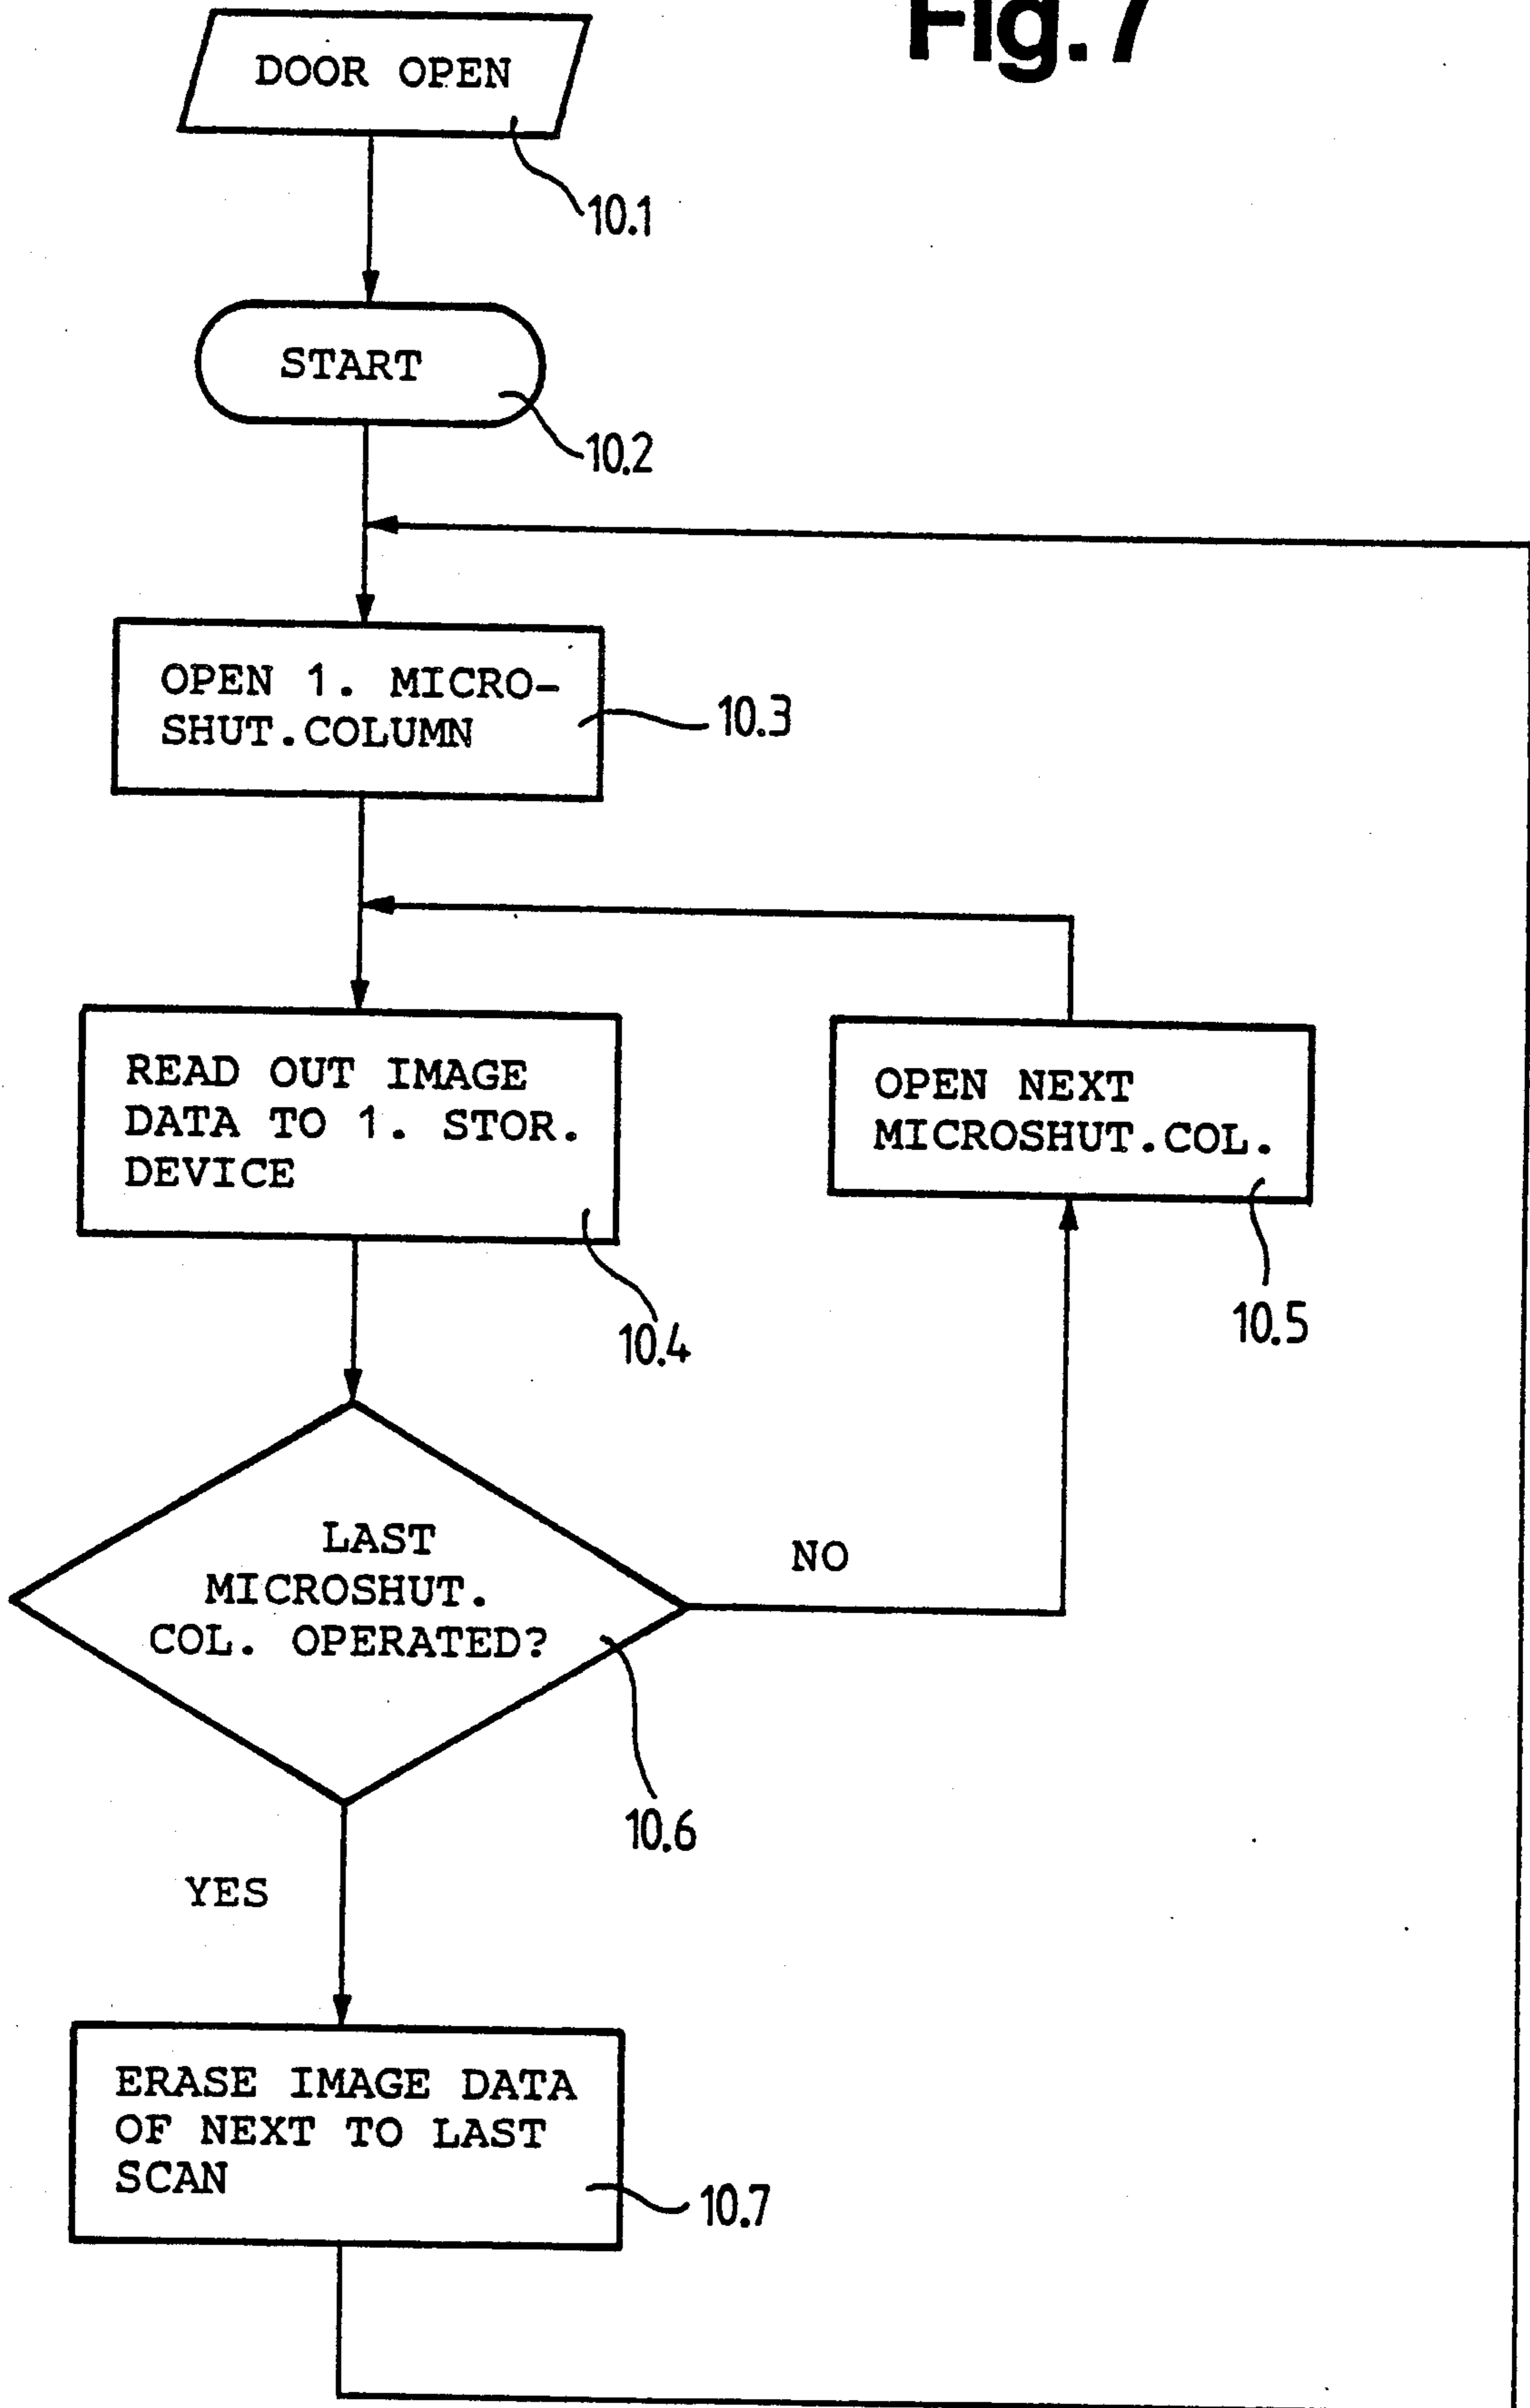 Fig.7
DOOR OPEN
10.1
START
10.2
OPEN 1. MICRO-
SHUT.COLUMN
10.3
READ OUT IMAGE
DATA TO 1. STOR.
DEVICE
10.4
OPEN NEXT
MICROSHUT.COL.
10.5
LAST
MICROSHUT.
COL. OPERATED?
NO
10.6
YES
ERASE IMAGE DATA
OF NEXT TO LAST
SCAN
10.7